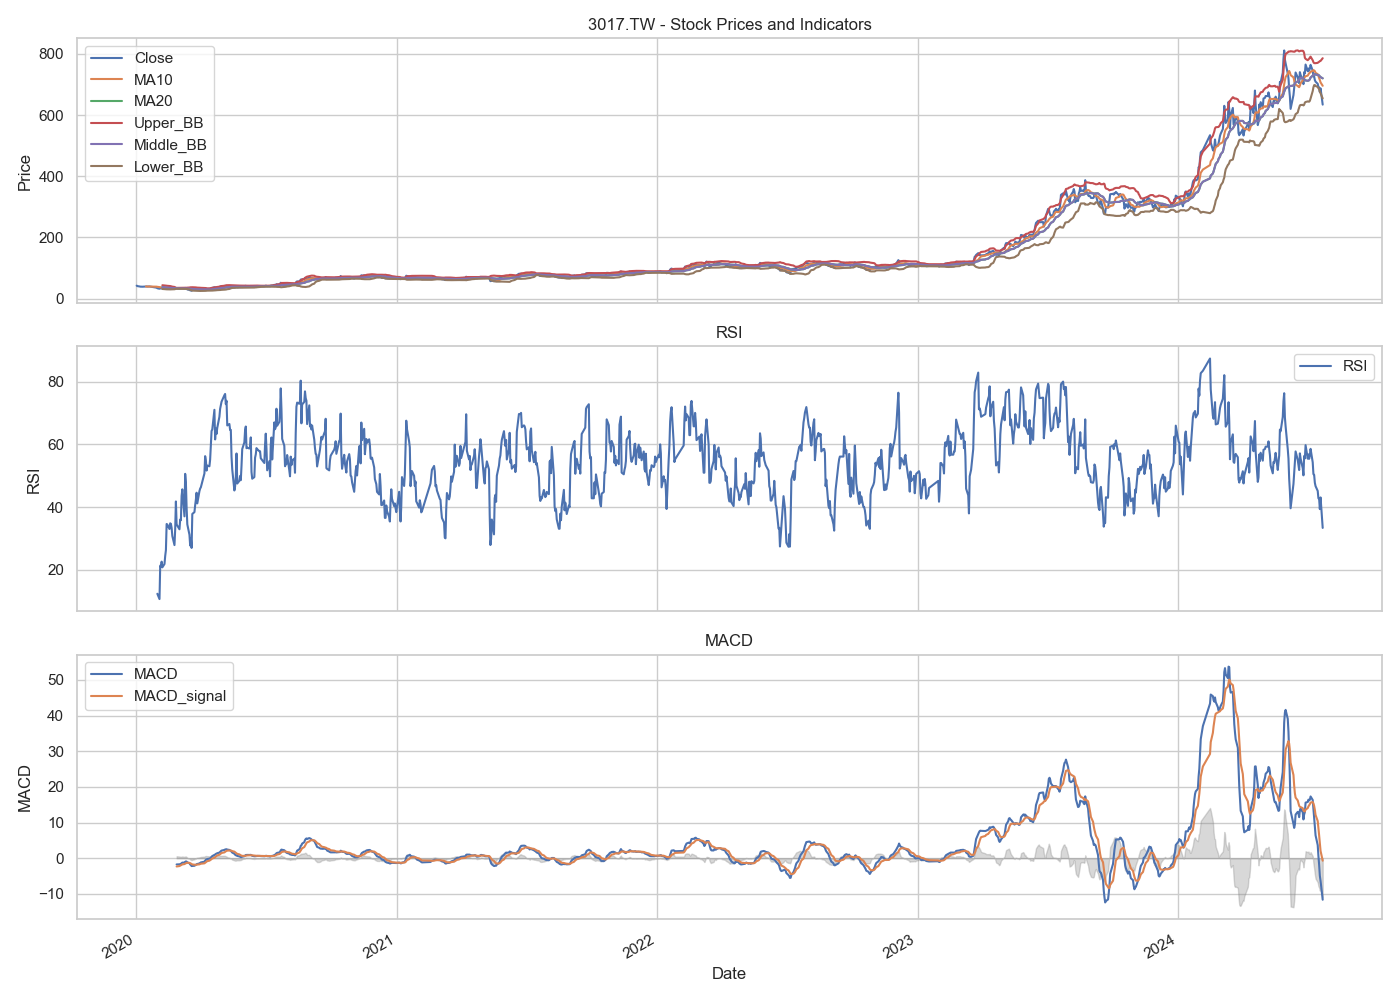 3017.TW - Stock Prices and Indicators
800
600
400
200
0
Price
Close
MA10
MA20
Upper_BB
Middle_BB
Lower_BB
RSI
80
60
40
20
RSI
RSI
MACD
50
40
30
20
10
0
−10
MACD
MACD
MACD_signal
2020
2021
2022
2023
2024
Date